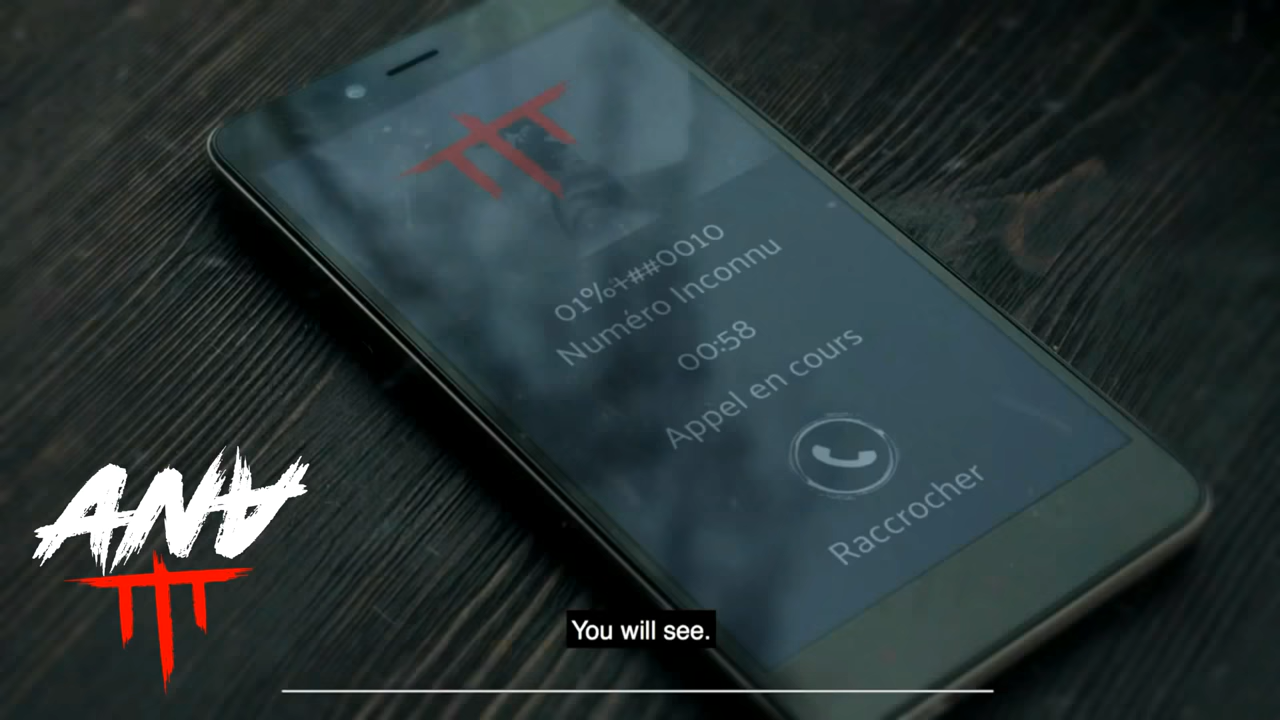 01%+##0010
Numéro Inconnu
00:58
Appel en cours
Raccrocher
ANA
You will see.